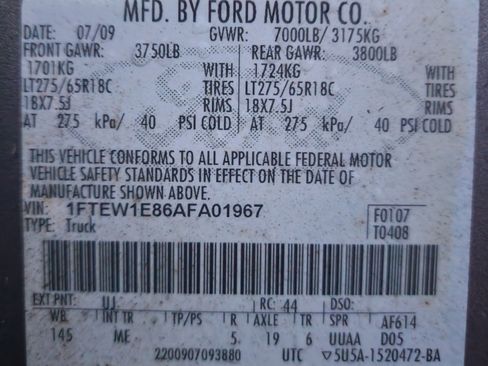 MFD. BY FORD MOTOR CO.
DATE: 07/09 GVWR: 7000LB/ 3175KG
FRONT GAWR: 3750LB REAR GAWR: 3800LB
1701KG WITH 1724KG WITH
LT275/65R18C TIRES LT275/65R18C TIRES
18X7.5J RIMS 18X7.5J RIMS
AT 275 kPa/ 40 PSI COLD AT 275 kPa/ 40 PSI COLD
THIS VEHICLE CONFORMS TO ALL APPLICABLE FEDERAL MOTOR
VEHICLE SAFETY STANDARDS IN EFFECT ON THE DATE OF
MANUFACTURE SHOWN ABOVE.
VIN: 1FTEW1E86AFA01967 F0107
TYPE: Truck T0408
EXT PNT: UJ RC: 44 DSO:
WB INT TR TP/PS R AXLE TR SPR AF614
145 ME 5 19 6 UUAA D05
2200907093880 UTC ▽5U5A-1520472-BA